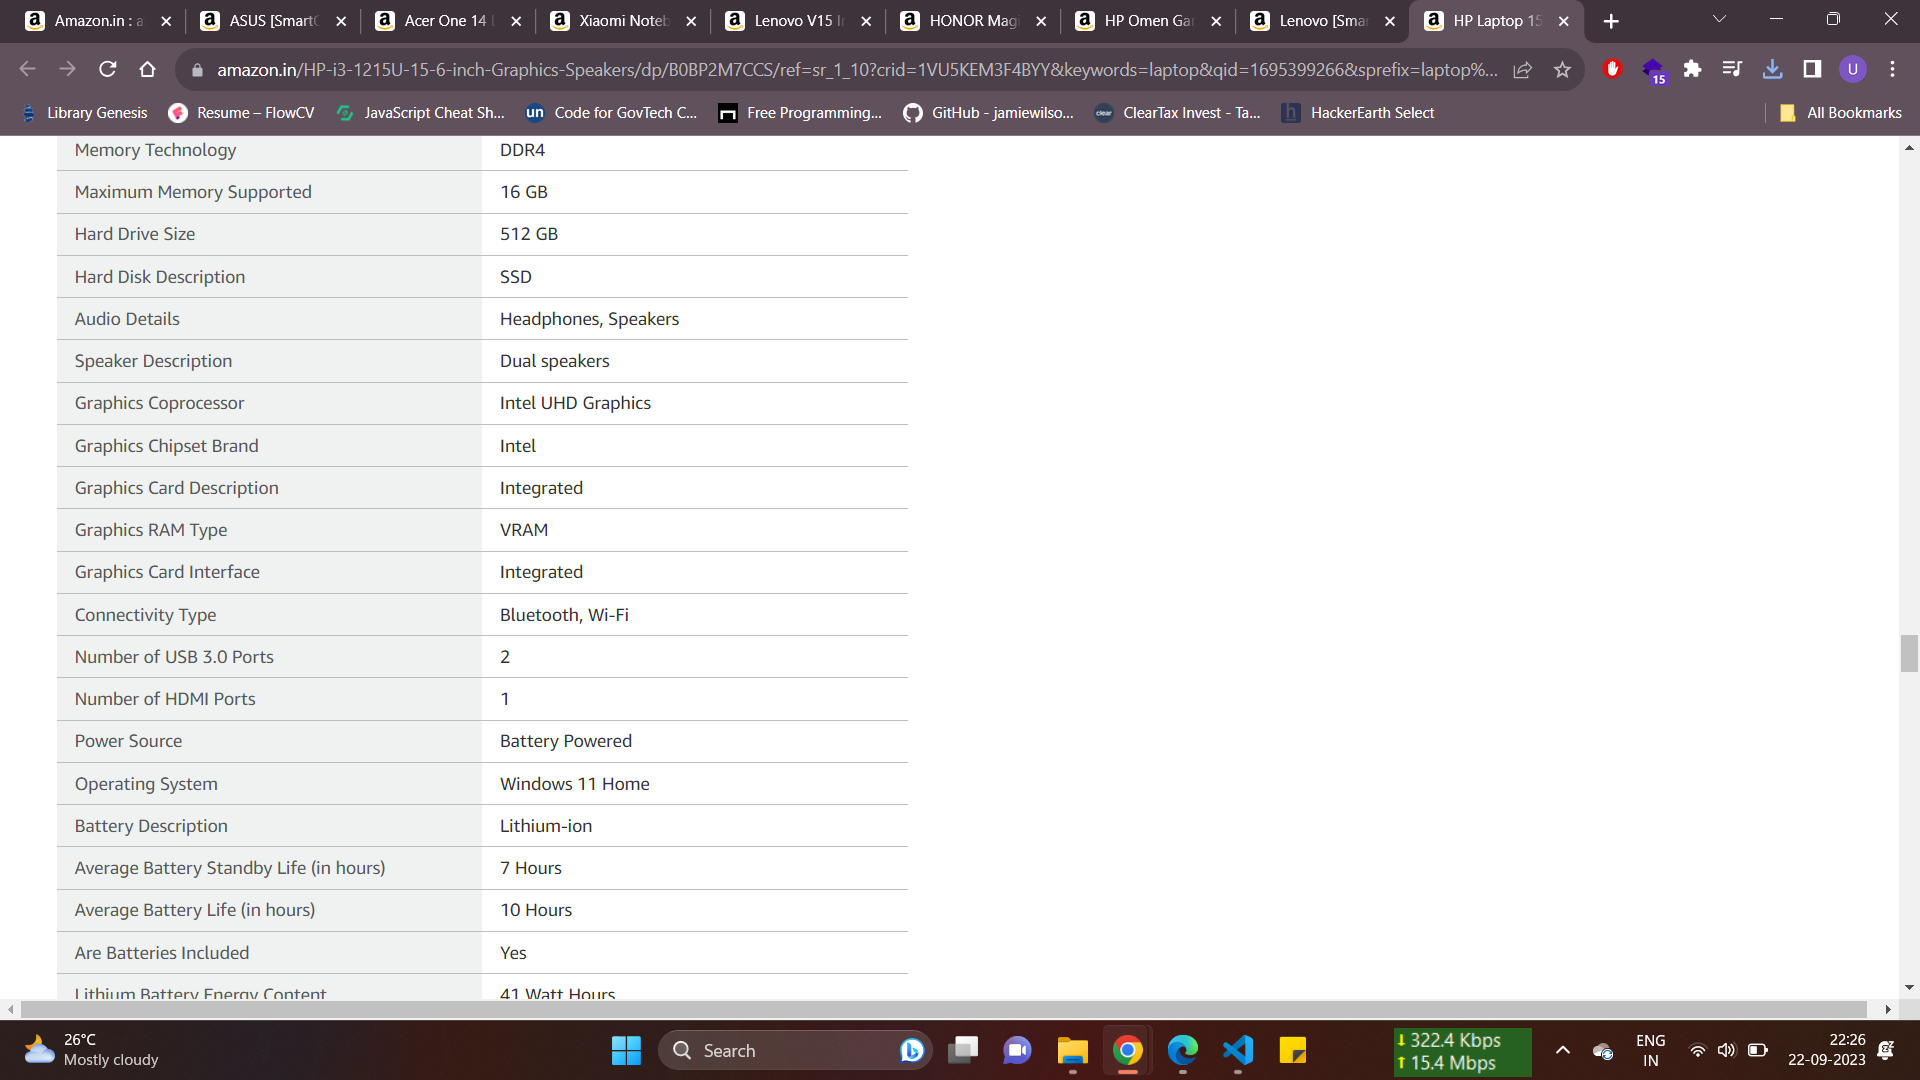 Amazon.in : a
ASUS [Smart
Acer One 14 L
Xiaomi Noteb
Lenovo V15 In
HONOR Magi
HP Omen Gam
Lenovo [Smar
HP Laptop 15
amazon.in/HP-i3-1215U-15-6-inch-Graphics-Speakers/dp/B0BP2M7CCS/ref=sr_1_10?crid=1VU5KEM3F4BYY&keywords=laptop&qid=1695399266&sprefix=laptop%...
15
U
Library Genesis
Resume – FlowCV
JavaScript Cheat Sh...
un Code for GovTech C...
Free Programming...
GitHub - jamiewilso...
clear ClearTax Invest - Ta...
h HackerEarth Select
All Bookmarks
Memory Technology DDR4
Maximum Memory Supported 16 GB
Hard Drive Size 512 GB
Hard Disk Description SSD
Audio Details Headphones, Speakers
Speaker Description Dual speakers
Graphics Coprocessor Intel UHD Graphics
Graphics Chipset Brand Intel
Graphics Card Description Integrated
Graphics RAM Type VRAM
Graphics Card Interface Integrated
Connectivity Type Bluetooth, Wi-Fi
Number of USB 3.0 Ports 2
Number of HDMI Ports 1
Power Source Battery Powered
Operating System Windows 11 Home
Battery Description Lithium-ion
Average Battery Standby Life (in hours) 7 Hours
Average Battery Life (in hours) 10 Hours
Are Batteries Included Yes
Lithium Battery Energy Content 41 Watt Hours
26°C
Mostly cloudy
Search
322.4 Kbps
15.4 Mbps
ENG
IN
22:26
22-09-2023